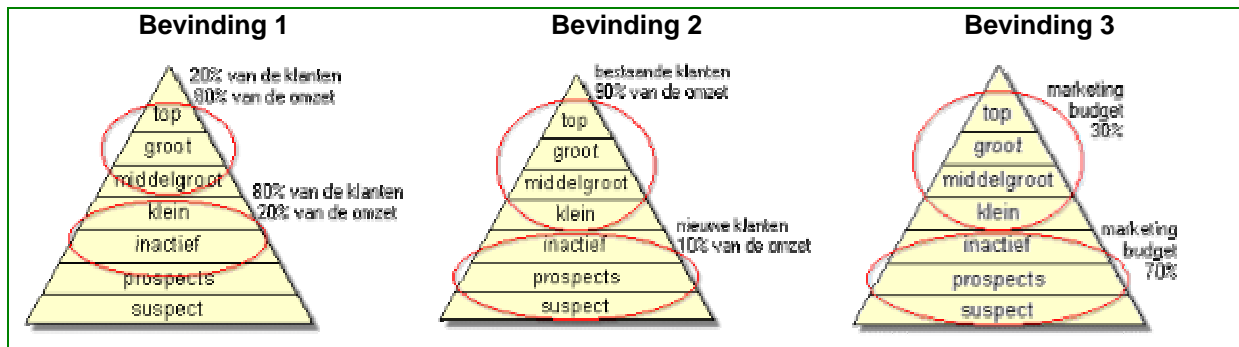 Bevinding 1
20% van de klanten
80% van de omzet
top
groot
middelgroot
80% van de klanten
20% van de omzet
klein
inactief
prospects
suspect
Bevinding 2
bestaande klanten
90% van de omzet
top
groot
middelgroot
klein
nieuwe klanten
10% van de omzet
inactief
prospects
suspect
Bevinding 3
marketing
budget
30%
top
groot
middelgroot
klein
marketing
budget
70%
inactief
prospects
suspect